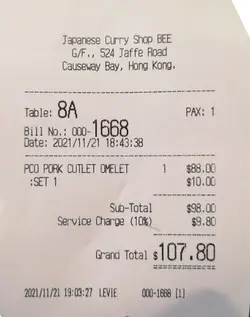 Japanese Curry Shop BEE
G/F., 524 Jaffe Road
Causeway Bay, Hong Kong.
Table: 8A PAX: 1
Bill No.: 000-1668
Date: 2021/11/21 18:43:38
PCO PORK CUTLET OMELET 1 $88.00
:SET 1 $10.00
Sub-Total $98.00
Service Charge (10%) $9.80
Grand Total $107.80
2021/11/21 19:03:27 LEVIE 000-1668 [1]